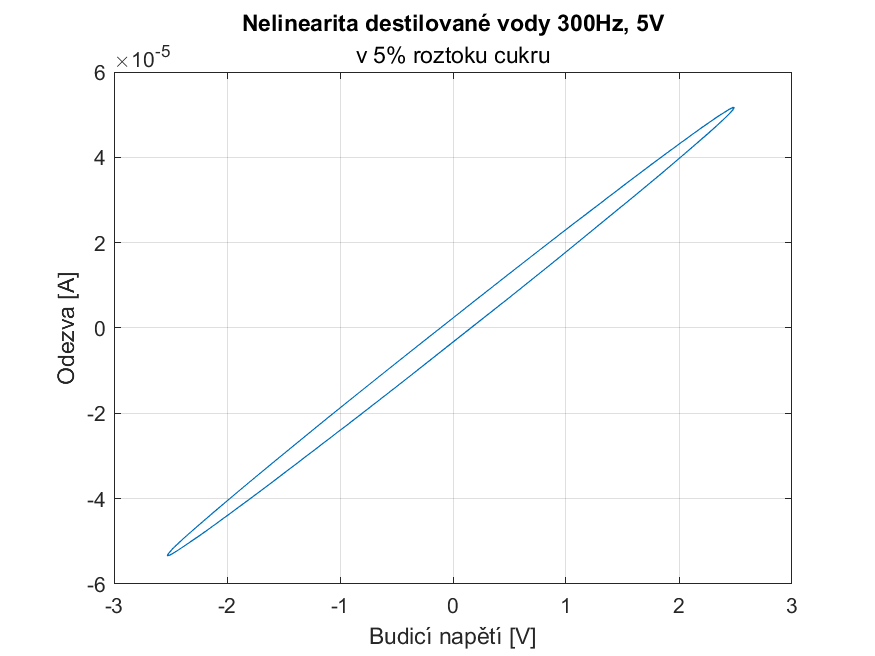 Nelinearita destilované vody 300Hz, 5V
v 5% roztoku cukru
×10-5
6
4
2
0
-2
-4
-6
Odezva [A]
-3 -2 -1 0 1 2 3
Budicí napětí [V]